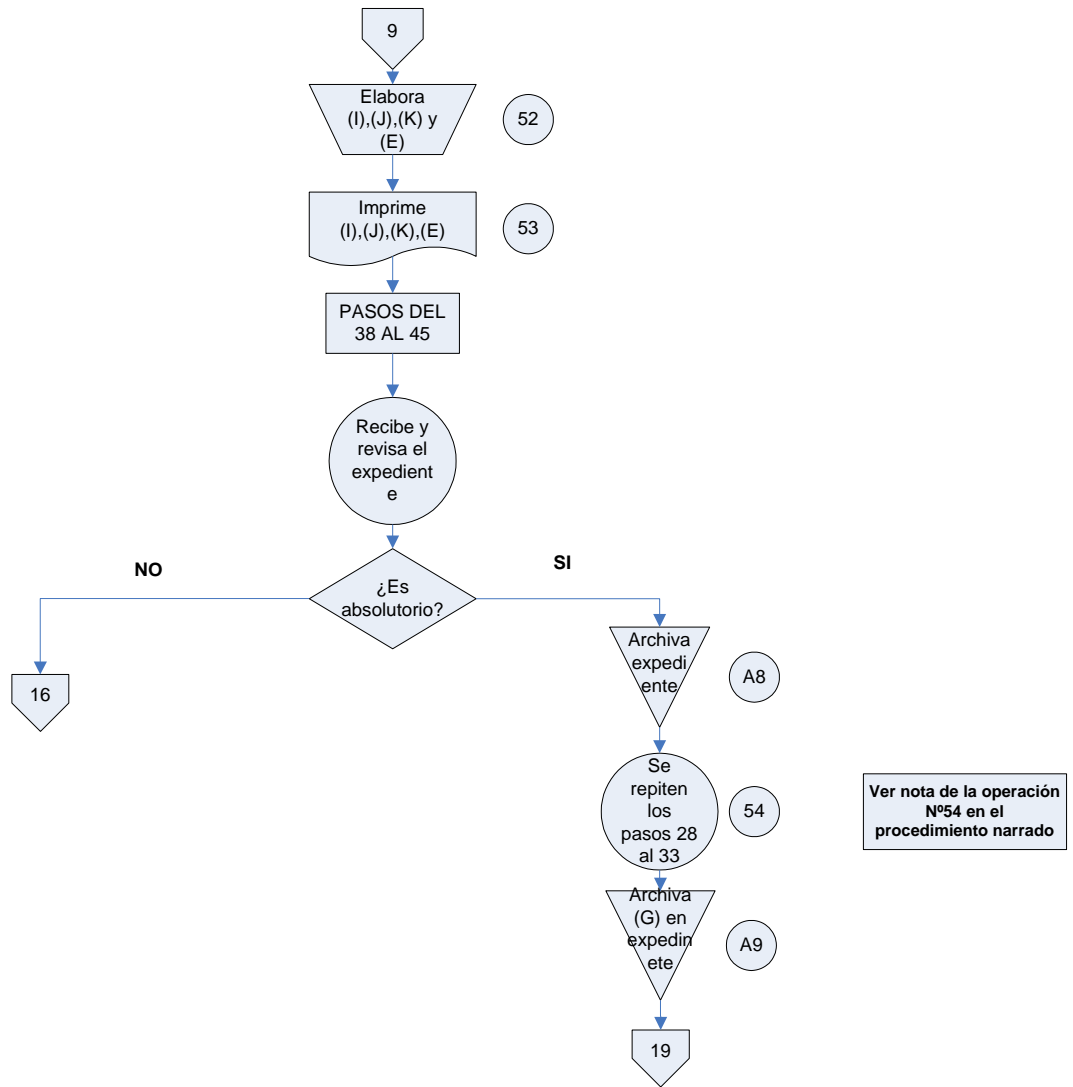 9
Elabora
(I),(J),(K) y
(E)
52
Imprime
(I),(J),(K),(E)
53
PASOS DEL
38 AL 45
Recibe y
revisa el
expedient
e
NO
SI
¿Es
absolutorio?
16
Archiva
expedi
ente
A8
Se
repiten
los
pasos 28
al 33
54
Ver nota de la operación
Nº54 en el
procedimiento narrado
Archiva
(G) en
expedin
ete
A9
19